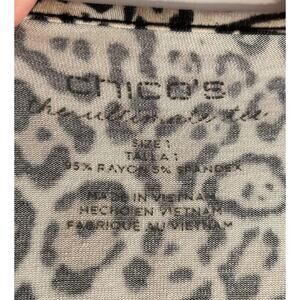 chico's
the ultimate tee
SIZE 1
TALLA 1
95% RAYON 5% SPANDEX
MADE IN VIETNAM
HECHO EN VIETNAM
FABRIQUÉ AU VIETNAM